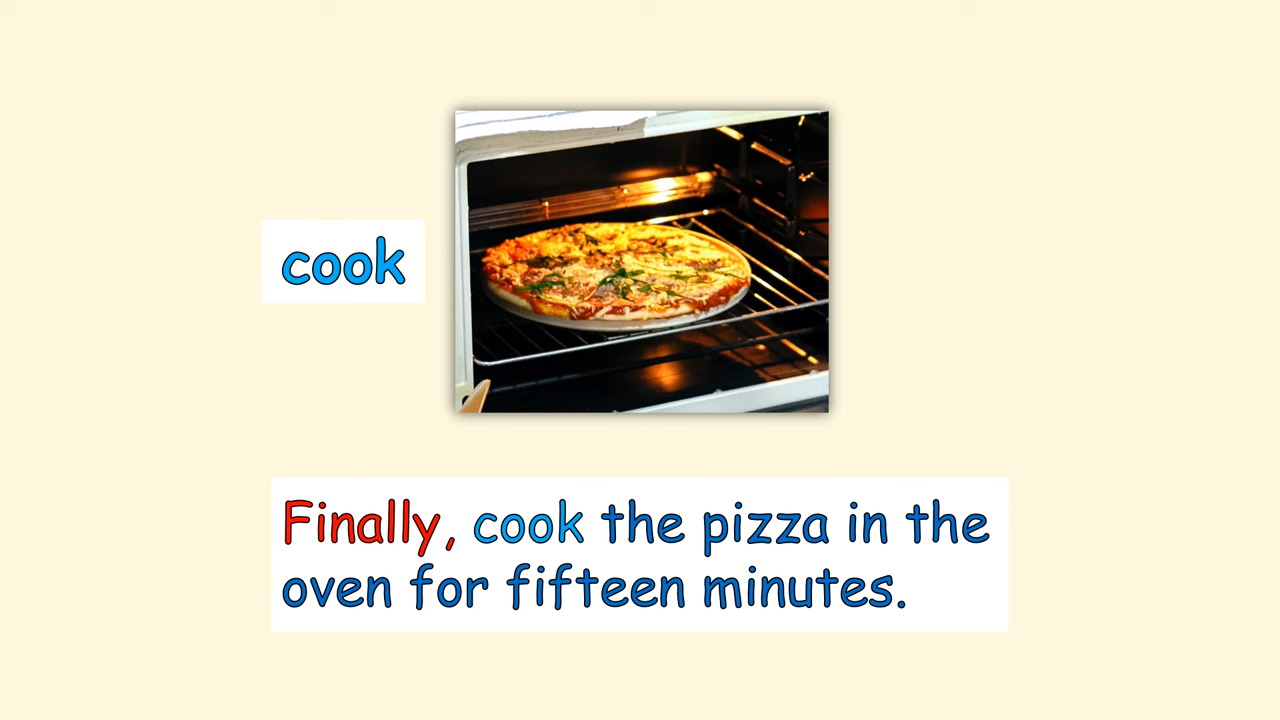 cook
Finally, cook the pizza in the
oven for fifteen minutes.